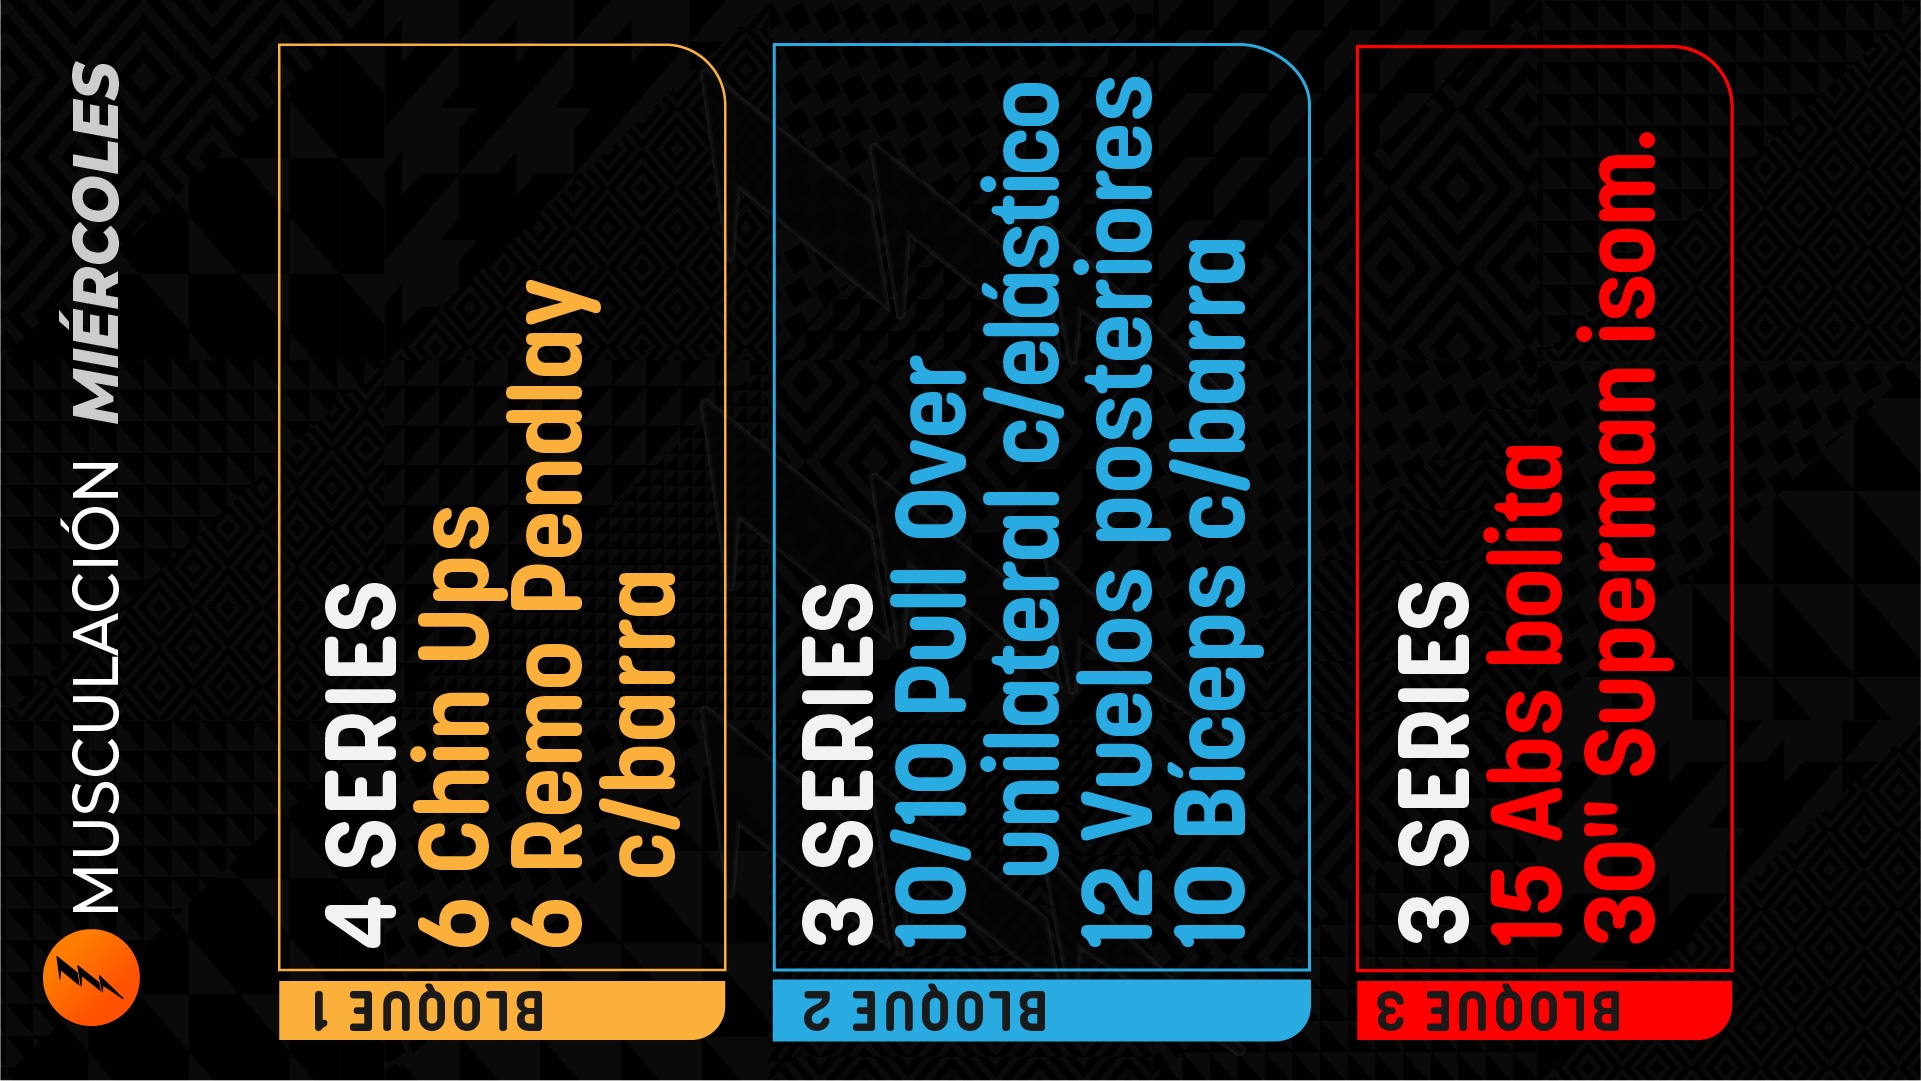 MUSCULACIÓN MIÉRCOLES
BLOQUE 1
4 SERIES
6 Chin Ups
6 Remo Pendlay
c/barra
BLOQUE 2
3 SERIES
10/10 Pull Over
unilateral c/elástico
12 Vuelos posteriores
10 Bíceps c/barra
BLOQUE 3
3 SERIES
15 Abs bolita
30" Superman isom.